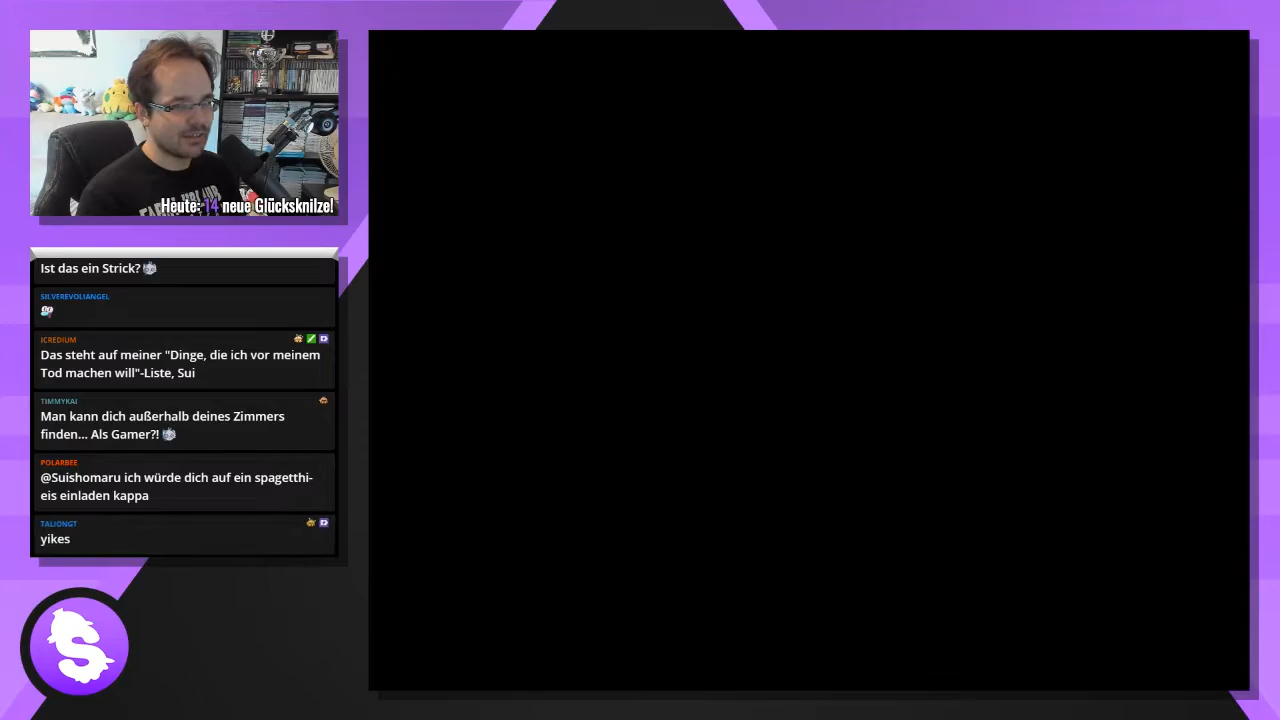 Heute: 14 neue Glücksknilze!
Ist das ein Strick?
SILVEREVOLIANGEL
ICREDIUM
Das steht auf meiner "Dinge, die ich vor meinem
Tod machen will"-Liste, Sui
TIMMYKAI
Man kann dich außerhalb deines Zimmers
finden... Als Gamer?!
POLARBEE
@Suishomaru ich würde dich auf ein spagetthi-
eis einladen kappa
TALIONGT
yikes
S